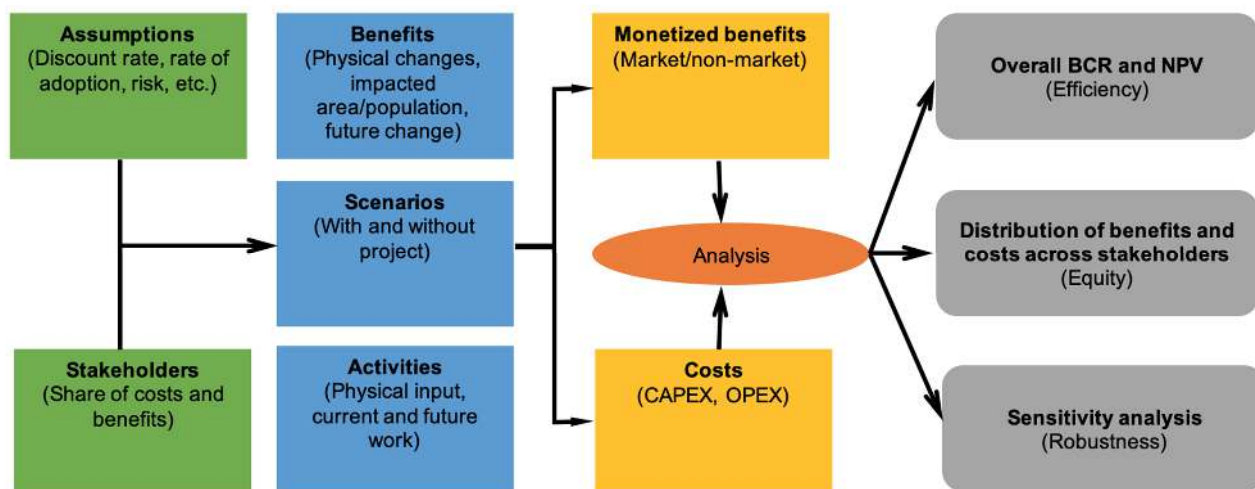 Assumptions
(Discount rate, rate of
adoption, risk, etc.)
Stakeholders
(Share of costs and
benefits)
Benefits
(Physical changes,
impacted
area/population,
future change)
Scenarios
(With and without
project)
Activities
(Physical input,
current and future
work)
Monetized benefits
(Market/non-market)
Analysis
Costs
(CAPEX, OPEX)
Overall BCR and NPV
(Efficiency)
Distribution of benefits and
costs across stakeholders
(Equity)
Sensitivity analysis
(Robustness)